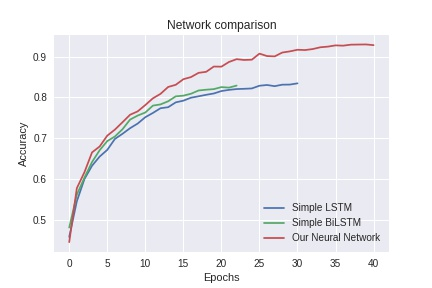 Network comparison
0.9
0.8
0.7
0.6
0.5
Accuracy
Simple LSTM
Simple BiLSTM
Our Neural Network
0 5 10 15 20 25 30 35 40
Epochs